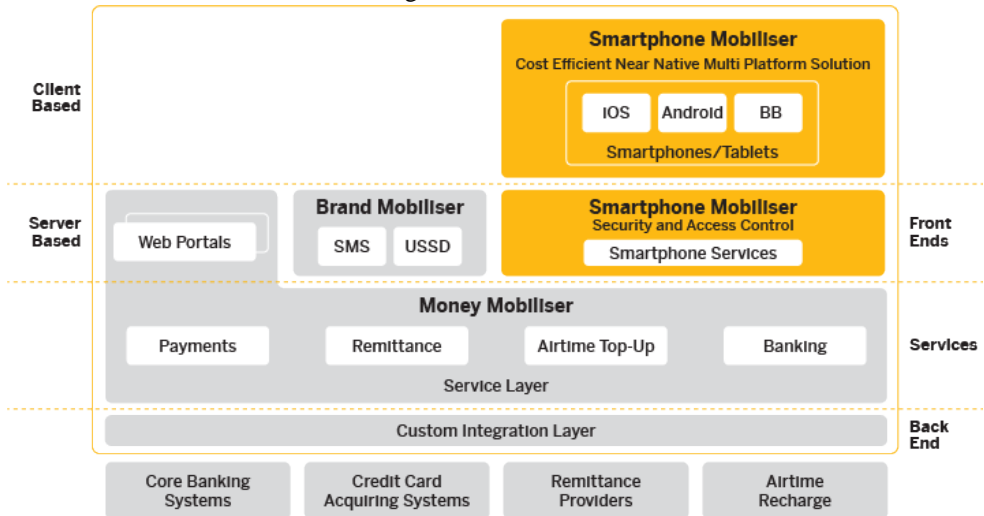 Smartphone Mobiliser
Cost Efficient Near Native Multi Platform Solution
Client
Based
iOS Android BB
Smartphones/Tablets
Server
Based
Web Portals
Brand Mobiliser
SMS USSD
Smartphone Mobiliser
Security and Access Control
Smartphone Services
Front
Ends
Money Mobiliser
Payments Remittance Airtime Top-Up Banking
Services
Service Layer
Custom Integration Layer
Back
End
Core Banking
Systems
Credit Card
Acquiring Systems
Remittance
Providers
Airtime
Recharge